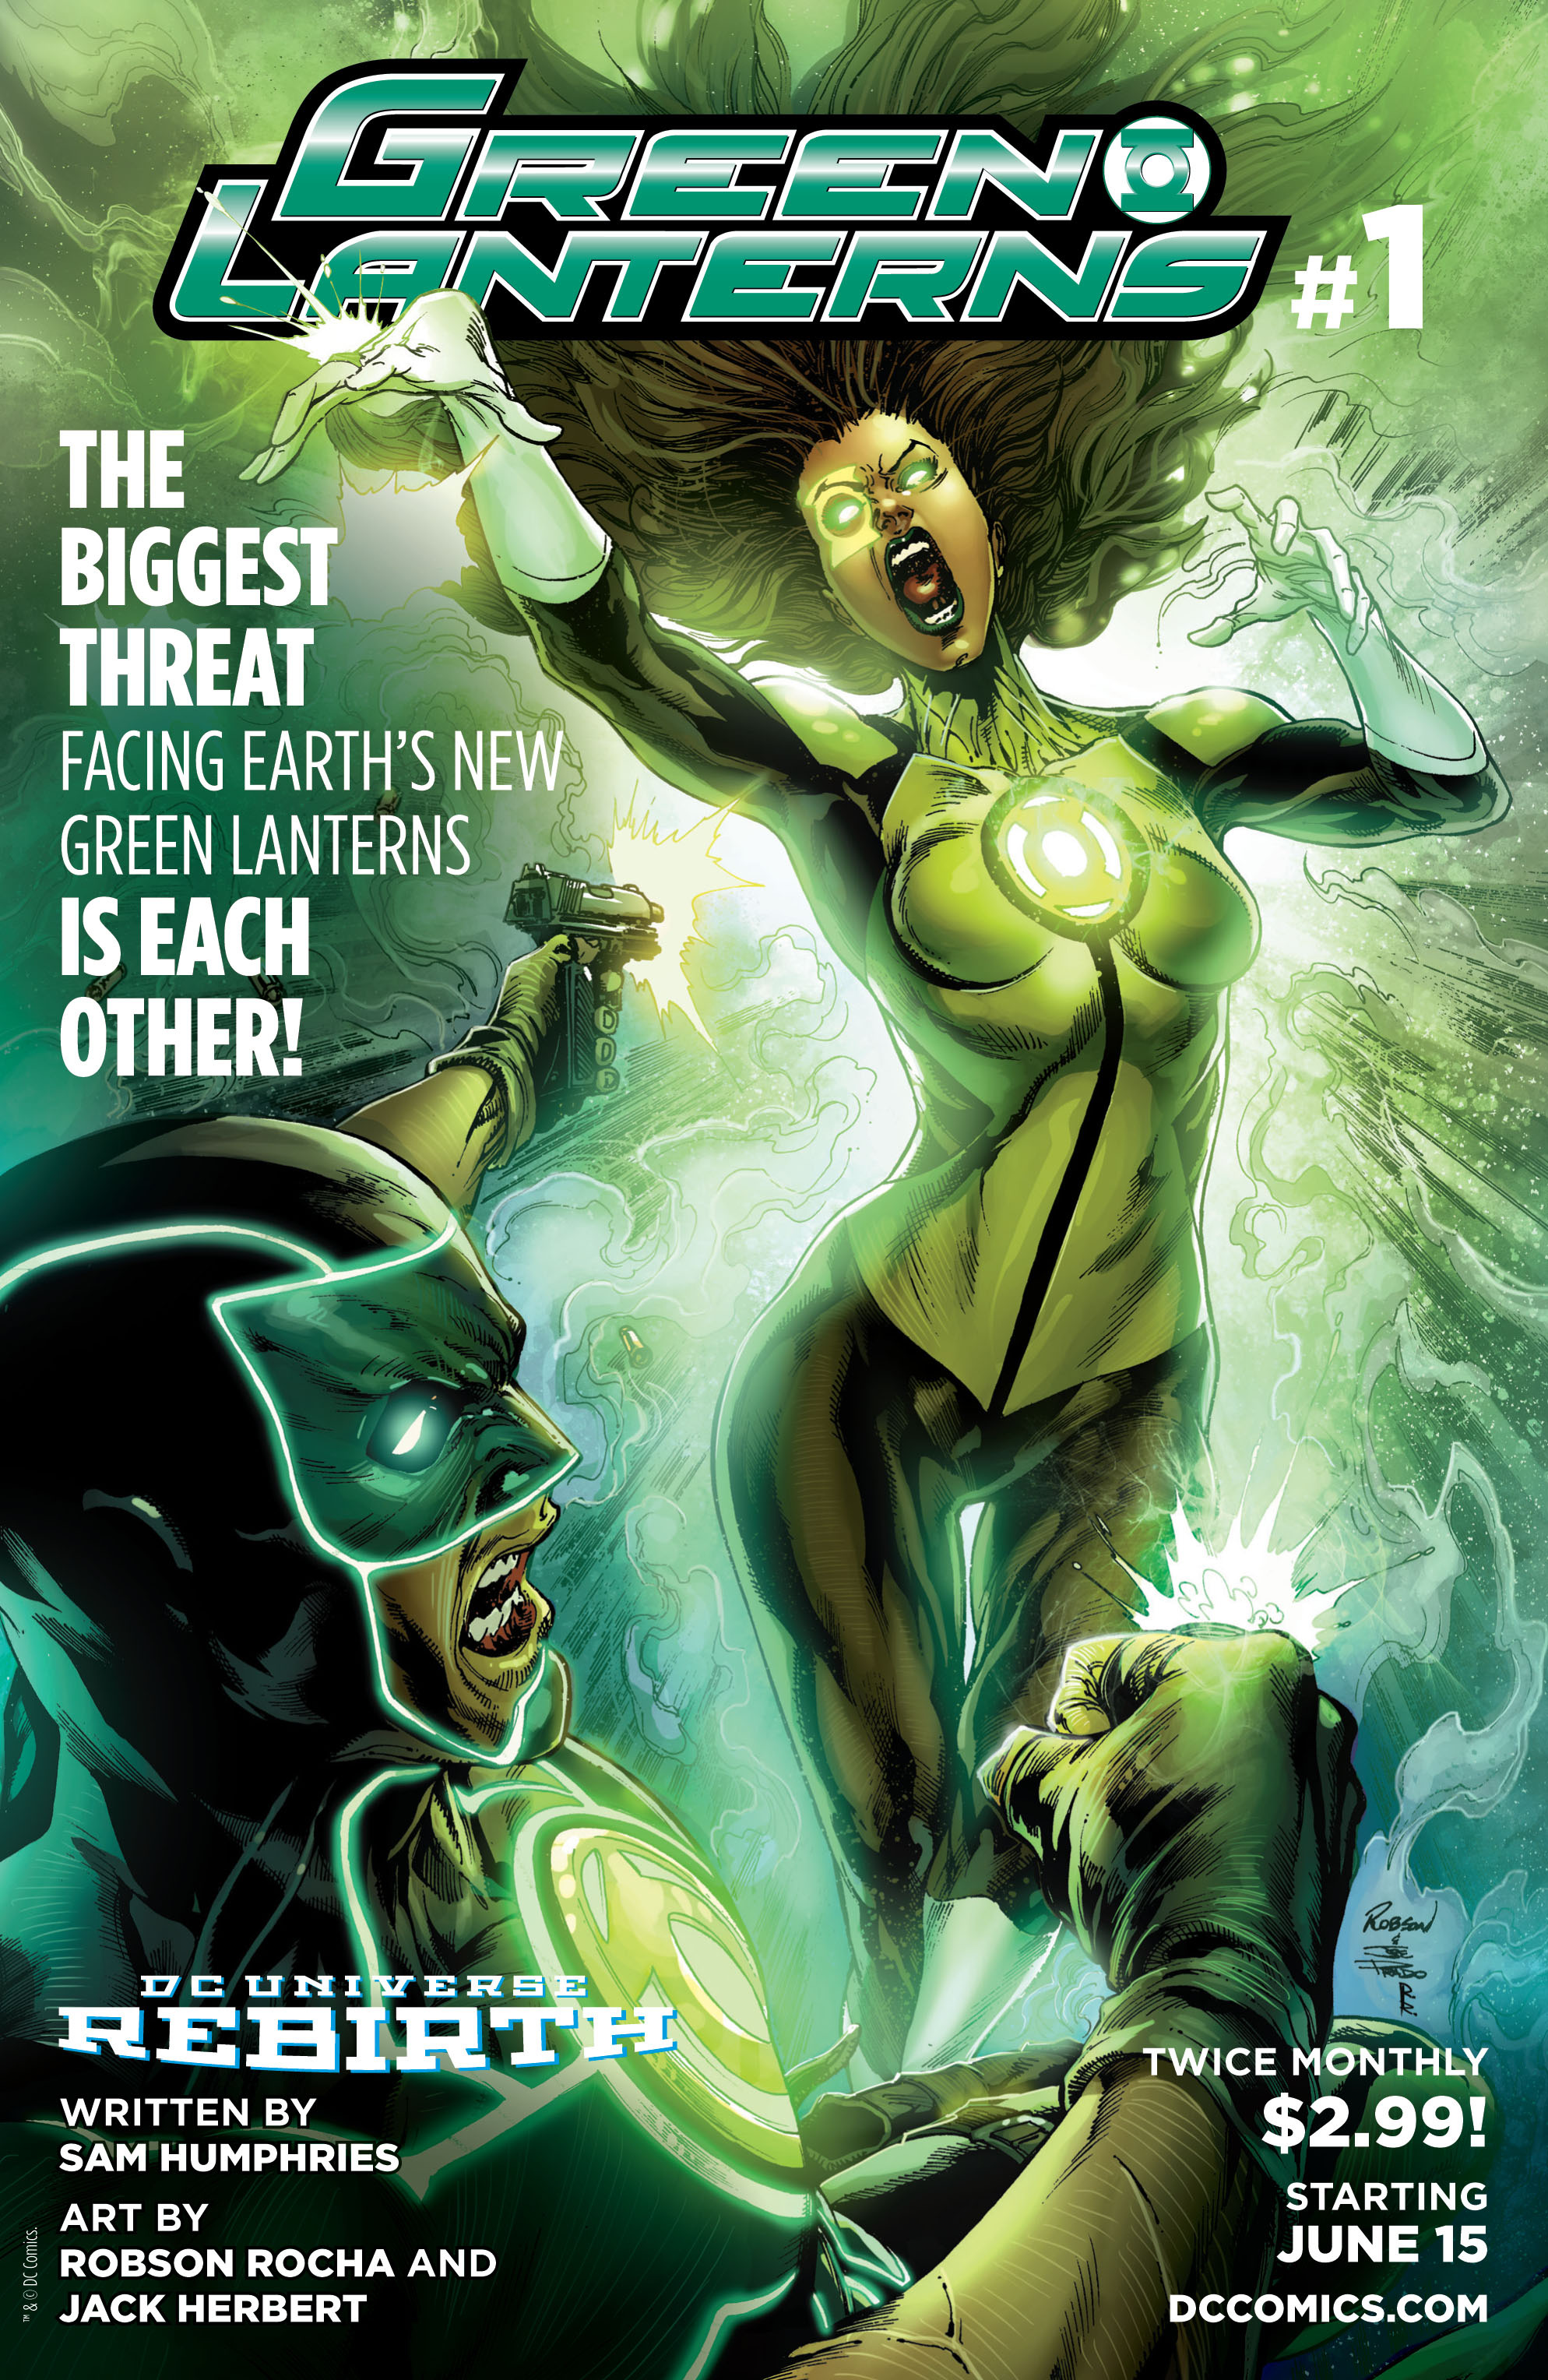 GREEN
LANTERNS
#1
THE
BIGGEST
THREAT
FACING EARTH'S NEW
GREEN LANTERNS
IS EACH
OTHER!
ROBSON
&
JOE
PRADO
R.R.
DC UNIVERSE
REBIRTH
WRITTEN BY
SAM HUMPHRIES
ART BY
ROBSON ROCHA AND
JACK HERBERT
TWICE MONTHLY
$2.99!
STARTING
JUNE 15
DCCOMICS.COM
™ & © DC Comics.